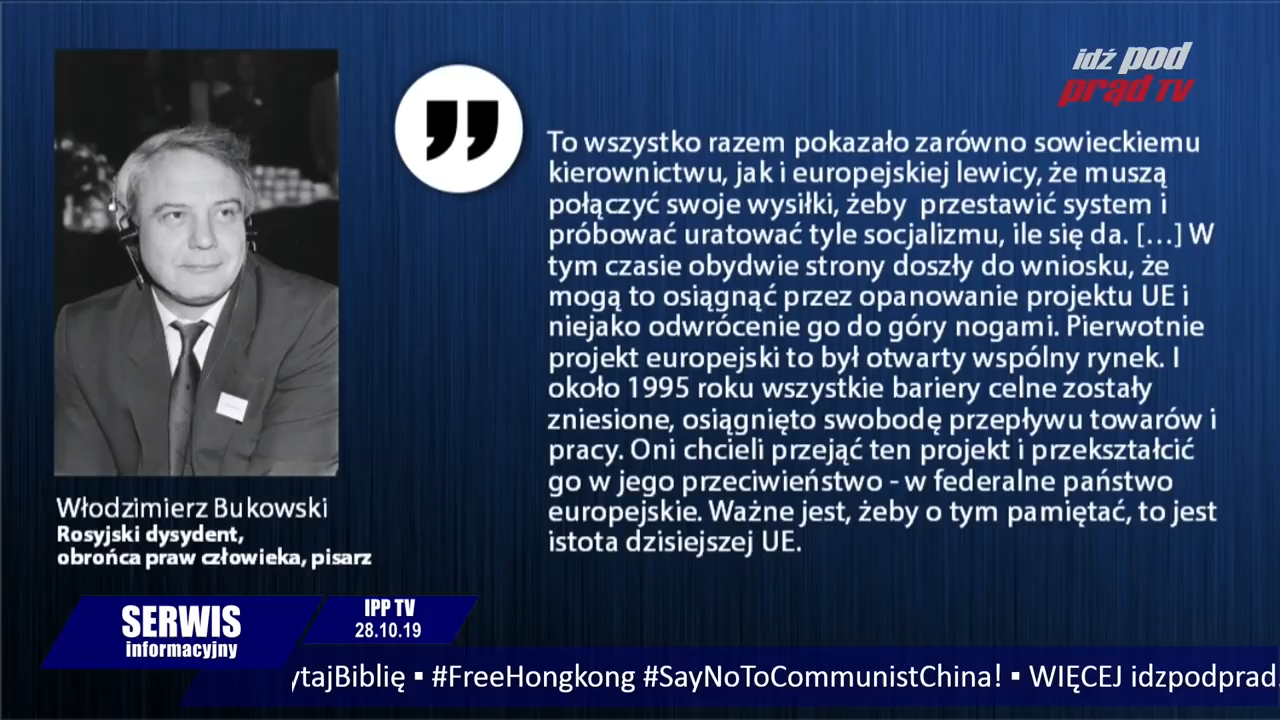 idź pod
prąd TV
To wszystko razem pokazało zarówno sowieckiemu
kierownictwu, jak i europejskiej lewicy, że muszą
połączyć swoje wysiłki, żeby  przestawić system i
próbować uratować tyle socjalizmu, ile się da. [...] W
tym czasie obydwie strony doszły do wniosku, że
mogą to osiągnąć przez opanowanie projektu UE i
niejako odwrócenie go do góry nogami. Pierwotnie
projekt europejski to był otwarty wspólny rynek. I
około 1995 roku wszystkie bariery celne zostały
zniesione, osiągnięto swobodę przepływu towarów i
pracy. Oni chcieli przejąć ten projekt i przekształcić
go w jego przeciwieństwo - w federalne państwo
europejskie. Ważne jest, żeby o tym pamiętać, to jest
istota dzisiejszej UE.
Włodzimierz Bukowski
Rosyjski dysydent,
obrońca praw człowieka, pisarz
SERWIS
informacyjny
IPP TV
28.10.19
ytajBiblię ▪ #FreeHongkong #SayNoToCommunistChina! ▪ WIĘCEJ idzpodprad.